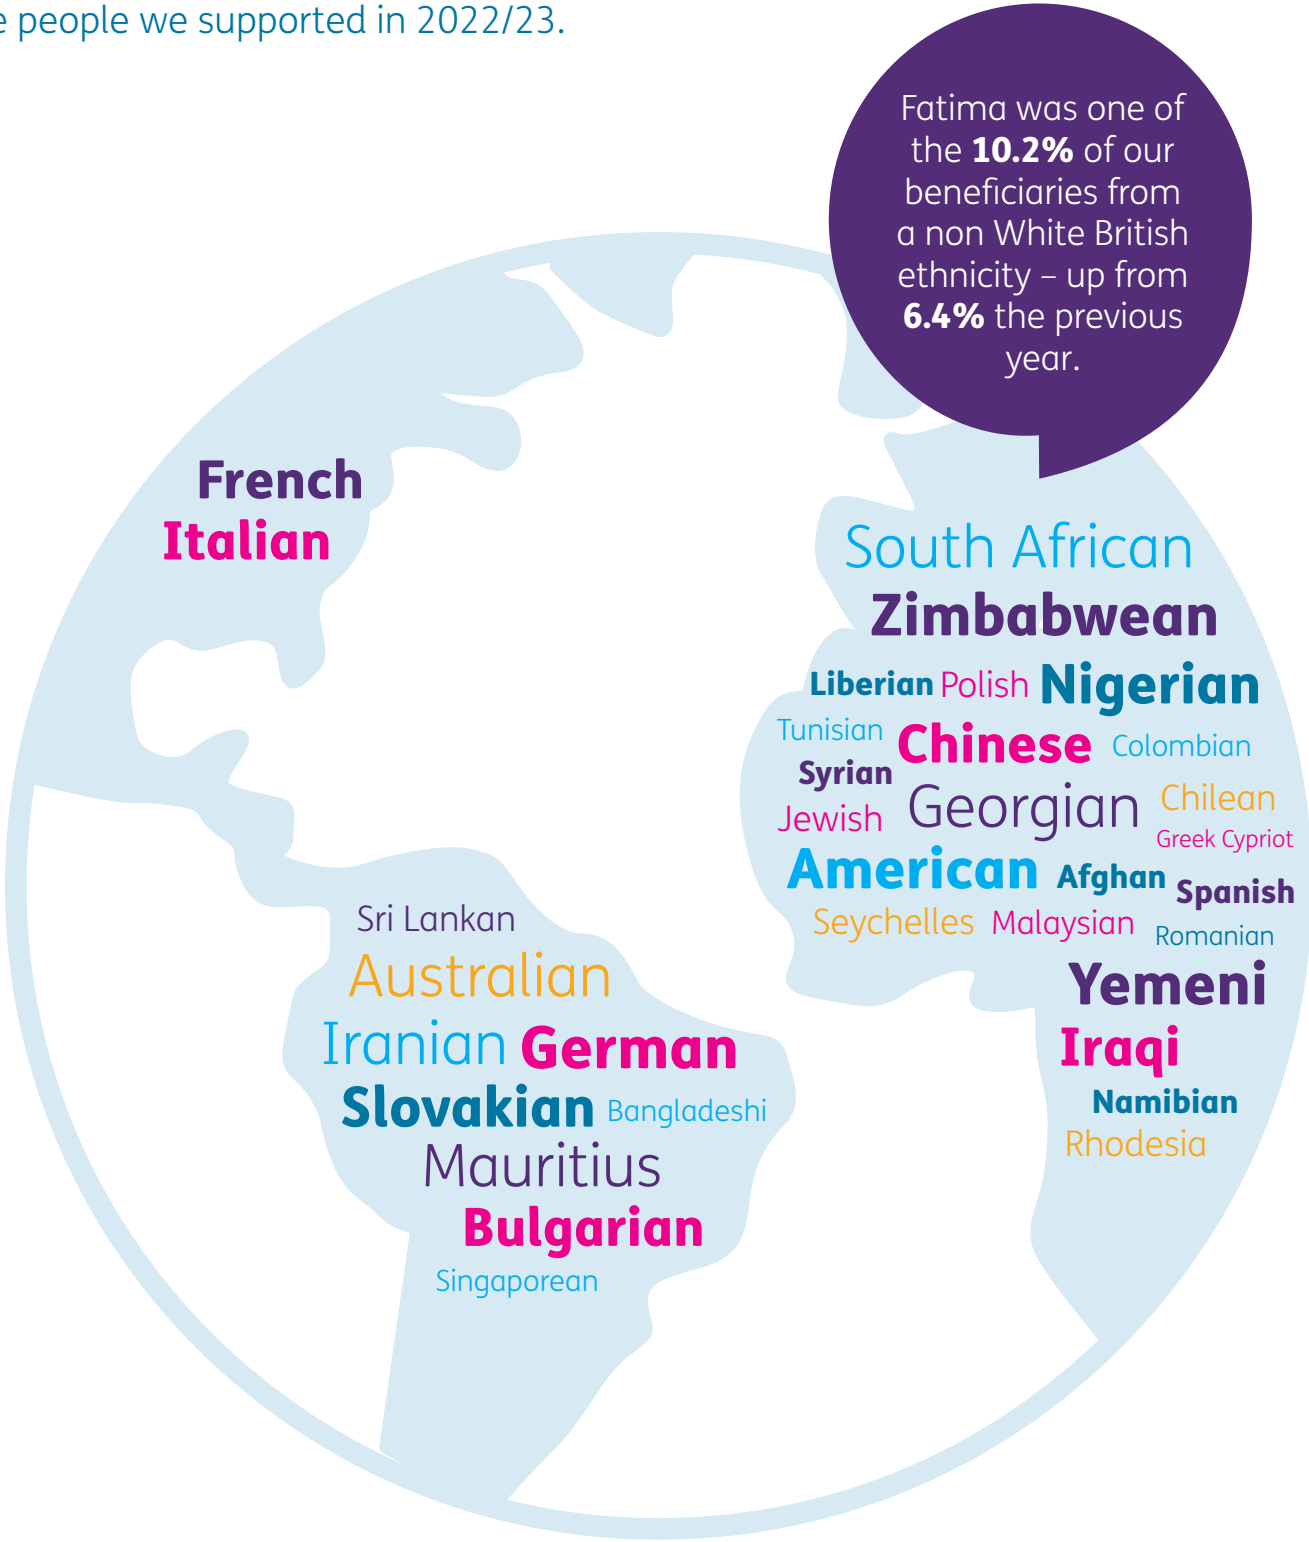 people we supported in 2022/23.
Fatima was one of
the 10.2% of our
beneficiaries from
a non White British
ethnicity – up from
6.4% the previous
year.
French
Italian
South African
Zimbabwean
Liberian Polish Nigerian
Tunisian Chinese Colombian
Syrian
Jewish Georgian Chilean
Greek Cypriot
American Afghan Spanish
Seychelles Malaysian Romanian
Yemeni
Iraqi
Namibian
Rhodesia
Sri Lankan
Australian
Iranian German
Slovakian Bangladeshi
Mauritius
Bulgarian
Singaporean